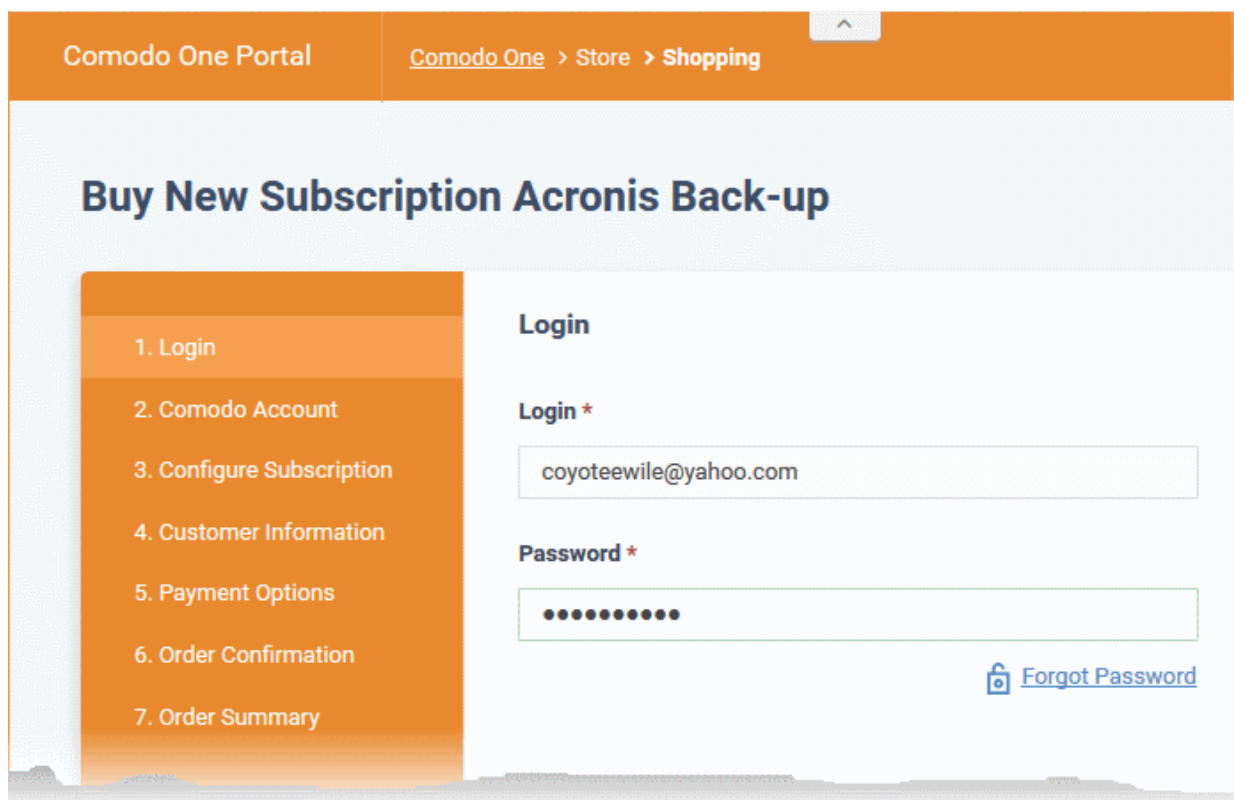 Comodo One Portal
Comodo One > Store > Shopping
Buy New Subscription Acronis Back-up
1. Login
2. Comodo Account
3. Configure Subscription
4. Customer Information
5. Payment Options
6. Order Confirmation
7. Order Summary
Login
Login *
coyoteewile@yahoo.com
Password *
••••••••••
Forgot Password